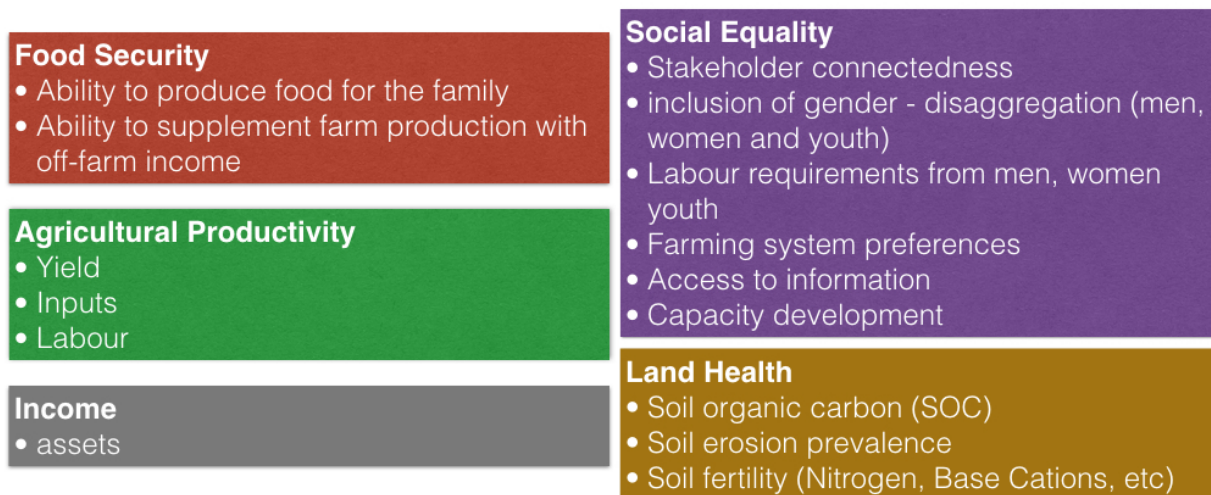 Food Security
• Ability to produce food for the family
• Ability to supplement farm production with
off-farm income
Agricultural Productivity
• Yield
• Inputs
• Labour
Income
• assets
Social Equality
• Stakeholder connectedness
• inclusion of gender - disaggregation (men,
women and youth)
• Labour requirements from men, women
youth
• Farming system preferences
• Access to information
• Capacity development
Land Health
• Soil organic carbon (SOC)
• Soil erosion prevalence
• Soil fertility (Nitrogen, Base Cations, etc)